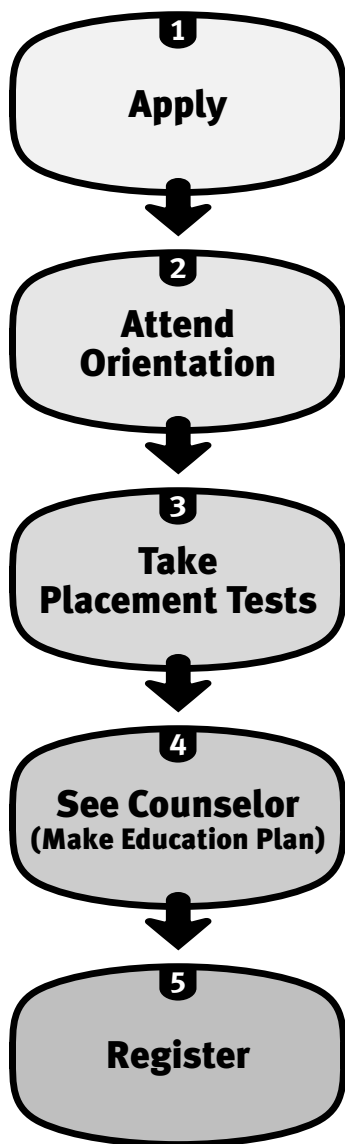 1
Apply
2
Attend
Orientation
3
Take
Placement Tests
4
See Counselor
(Make Education Plan)
5
Register